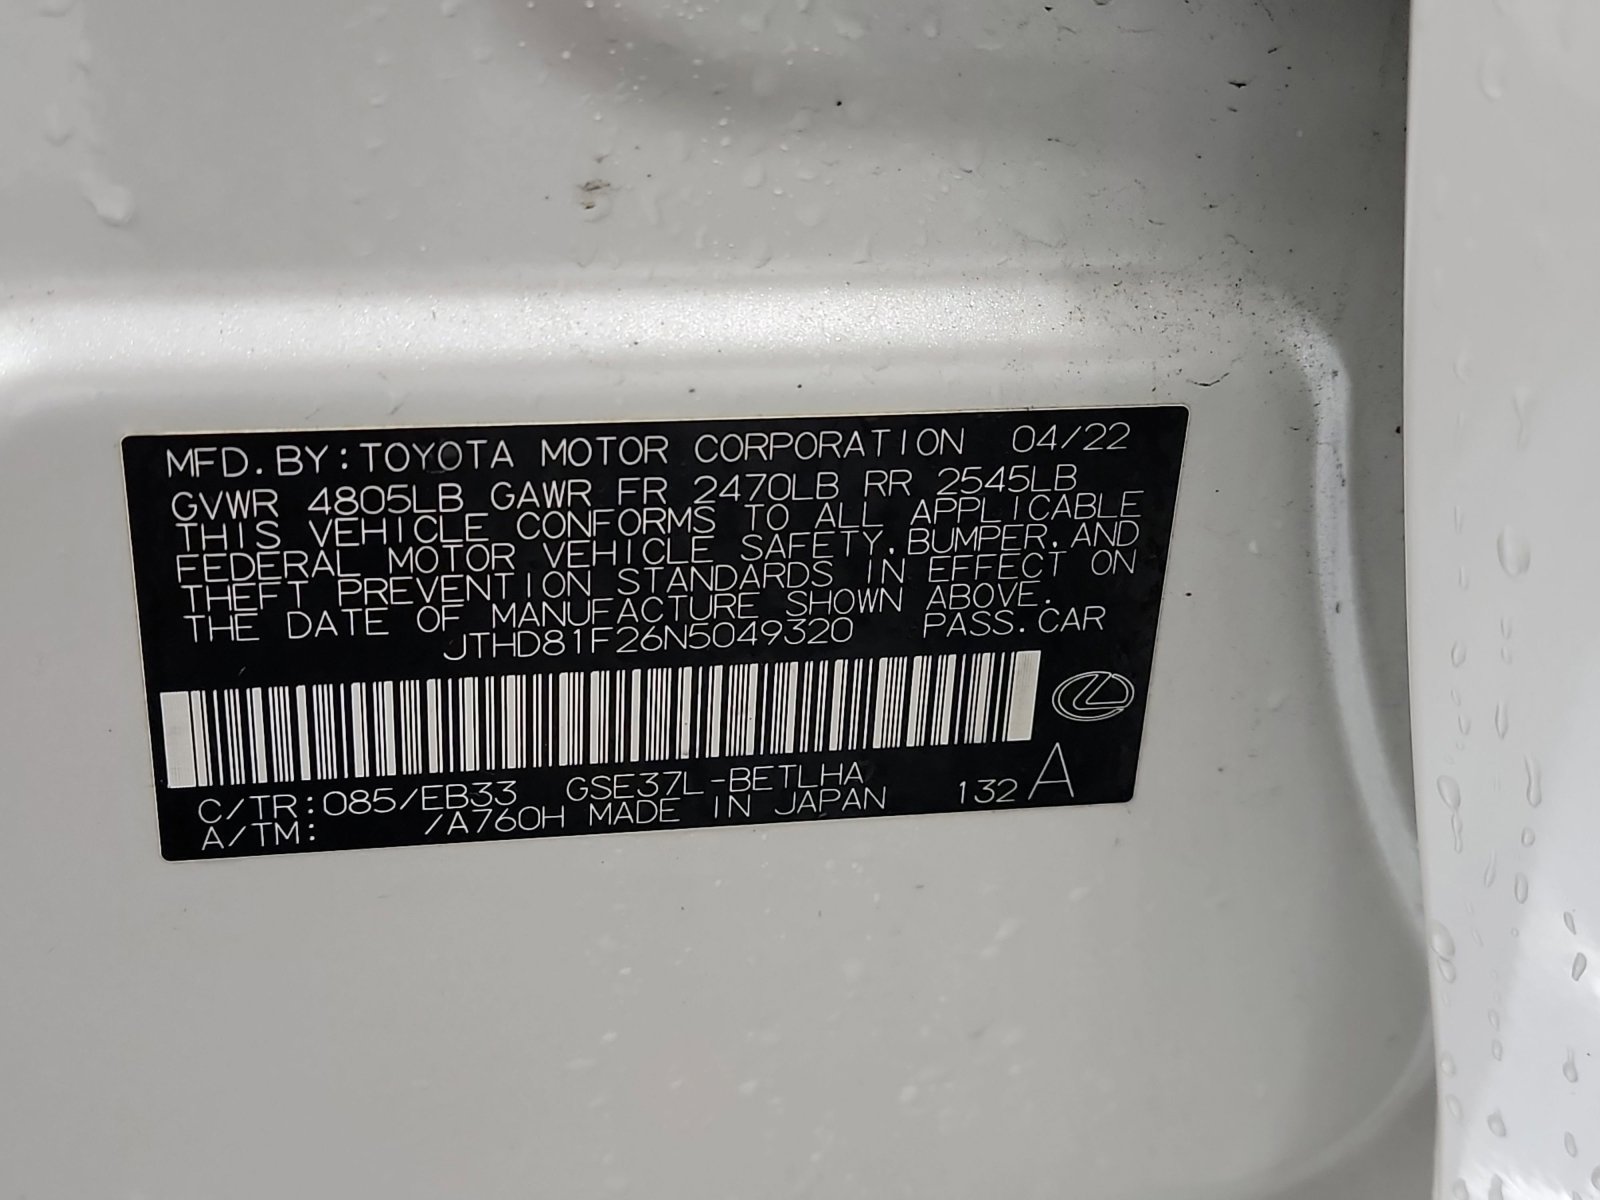 MFD. BY: TOYOTA MOTOR CORPORATION 04/22
GVWR 4805LB GAWR FR 2470LB RR 2545LB
THIS VEHICLE CONFORMS TO ALL APPLICABLE
FEDERAL MOTOR VEHICLE SAFETY, BUMPER, AND
THEFT PREVENTION STANDARDS IN EFFECT ON
THE DATE OF MANUFACTURE SHOWN ABOVE.
JTHD81F26N5049320 PASS. CAR
C/TR: 085/EB33 GSE37L-BETLHA
A/TM: /A760H MADE IN JAPAN 132 A